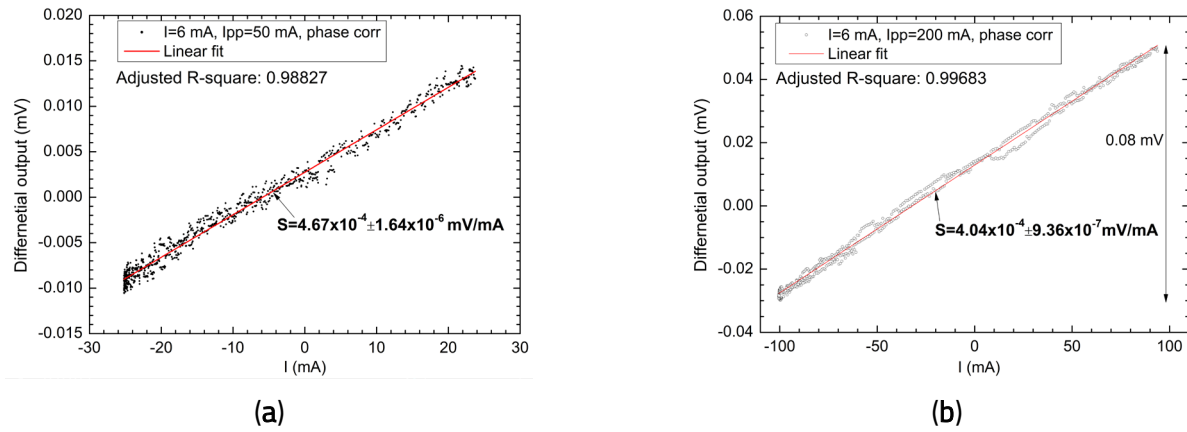 I=6 mA, Ipp=50 mA, phase corr
Linear fit
Adjusted R-square: 0.98827
S=4.67x10⁻⁴±1.64x10⁻⁶ mV/mA
Differnetial output (mV)
0.020
0.015
0.010
0.005
0.000
-0.005
-0.010
-0.015
-30
-20
-10
0
10
20
30
I (mA)
(a)
I=6 mA, Ipp=200 mA, phase corr
Linear fit
Adjusted R-square: 0.99683
0.08 mV
S=4.04x10⁻⁴±9.36x10⁻⁷mV/mA
Differnetial output (mV)
0.06
0.04
0.02
0.00
-0.02
-0.04
-100
-50
0
50
100
I (mA)
(b)